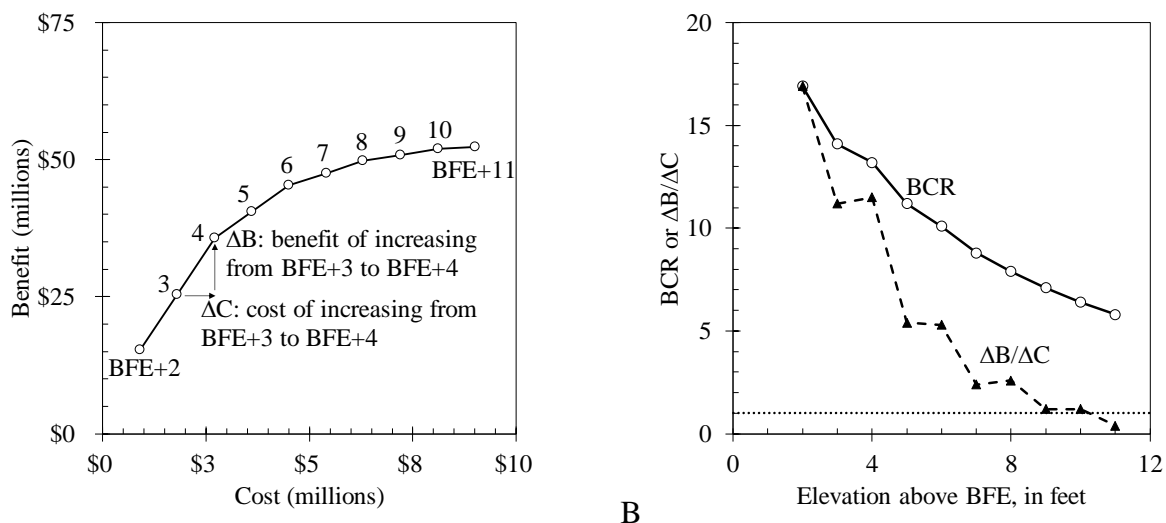 $75
$50
$25
$0
Benefit (millions)
BFE+2
3
4
5
6
7
8
9
10
BFE+11
ΔB: benefit of increasing
from BFE+3 to BFE+4
ΔC: cost of increasing from
BFE+3 to BFE+4
$0
$3
$5
$8
$10
Cost (millions)
B
20
15
10
5
0
BCR or ΔB/ΔC
BCR
ΔB/ΔC
0
4
8
12
Elevation above BFE, in feet